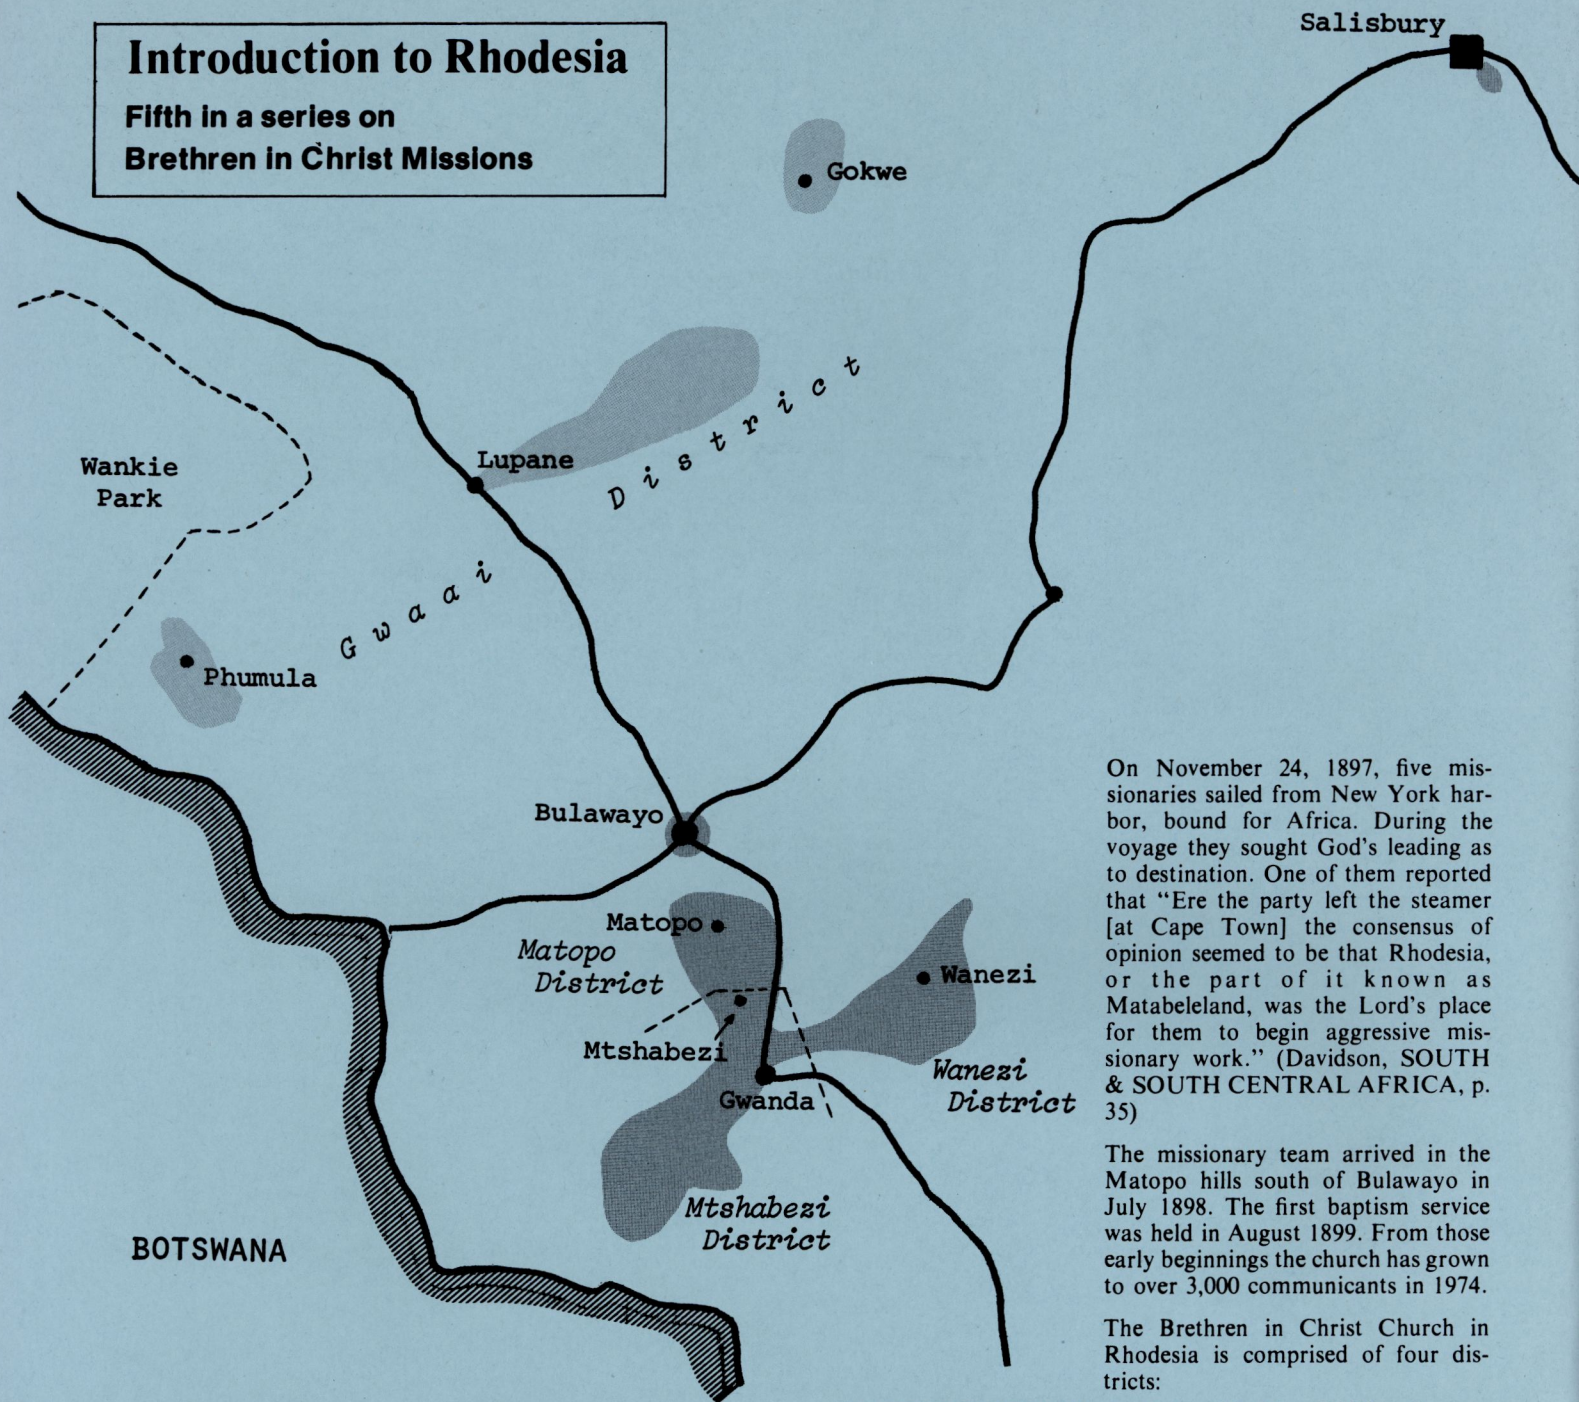 Introduction to Rhodesia
Fifth in a series on
Brethren in Christ Missions
Salisbury
Gokwe
Lupane
Wankie
Park
Gwaai District
Phumula
Bulawayo
Matopo
Matopo
District
Wanezi
Mtshabezi
Wanezi
District
Gwanda
Mtshabezi
District
BOTSWANA
On November 24, 1897, five mis-
sionaries sailed from New York har-
bor, bound for Africa. During the
voyage they sought God's leading as
to destination. One of them reported
that "Ere the party left the steamer
[at Cape Town] the consensus of
opinion seemed to be that Rhodesia,
or the part of it known as
Matabeleland, was the Lord's place
for them to begin aggressive mis-
sionary work." (Davidson, SOUTH
& SOUTH CENTRAL AFRICA, p.
35)
The missionary team arrived in the
Matopo hills south of Bulawayo in
July 1898. The first baptism service
was held in August 1899. From those
early beginnings the church has grown
to over 3,000 communicants in 1974.
The Brethren in Christ Church in
Rhodesia is comprised of four dis-
tricts: